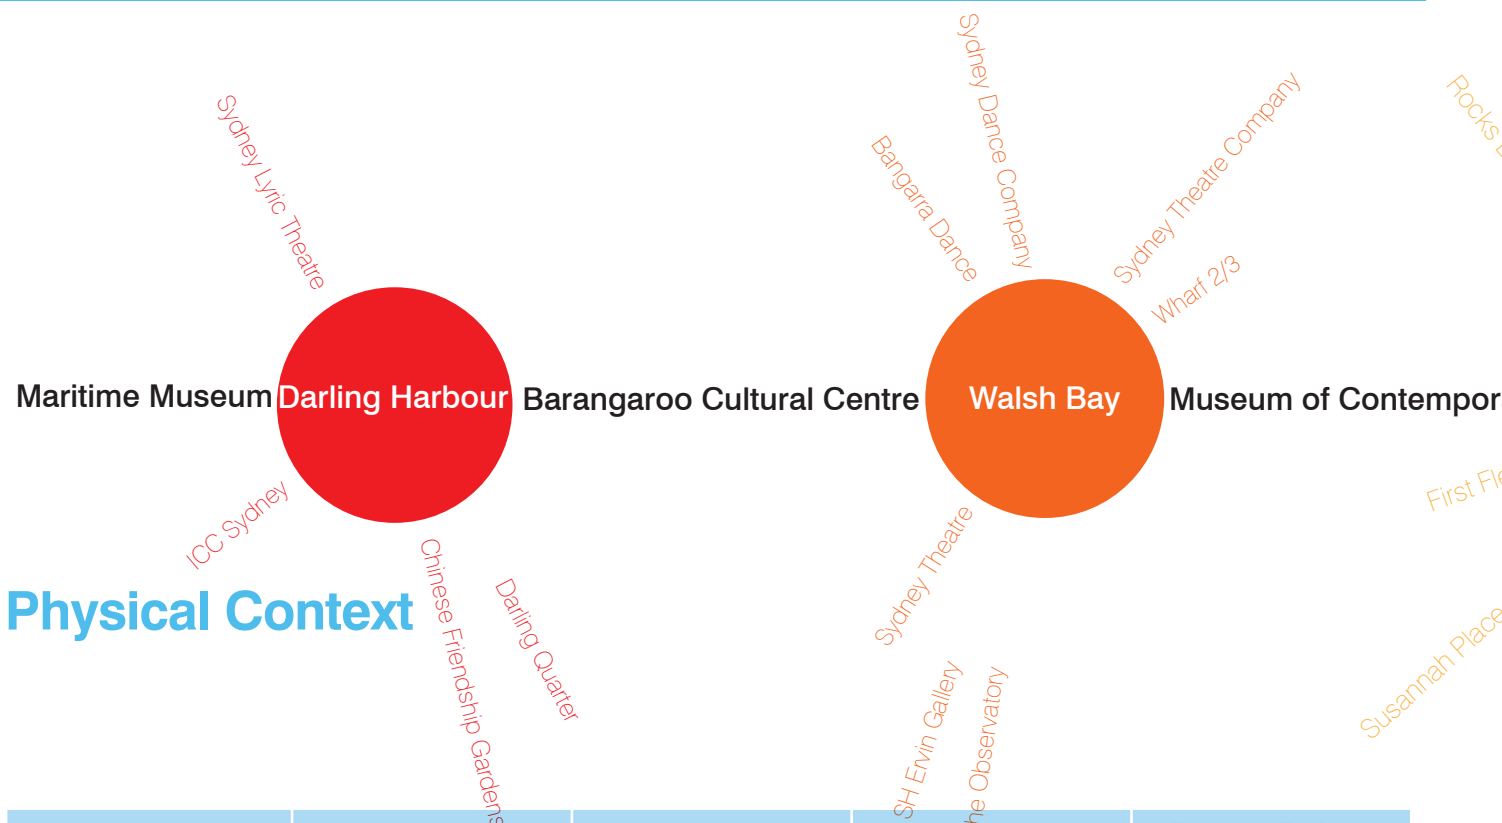 Sydney Dance Company
Sydney Theatre Company
Rocks
Sydney Lyric Theatre
Bangarra Dance
Wharf 2/3
Maritime Museum
Darling Harbour
Barangaroo Cultural Centre
Walsh Bay
Museum of Contempor
ICC Sydney
First Fle
Sydney Theatre
Physical Context
Chinese Friendship Gardens
Darling Quarter
Susannah Place
SH Ervin Gallery
he Observatory